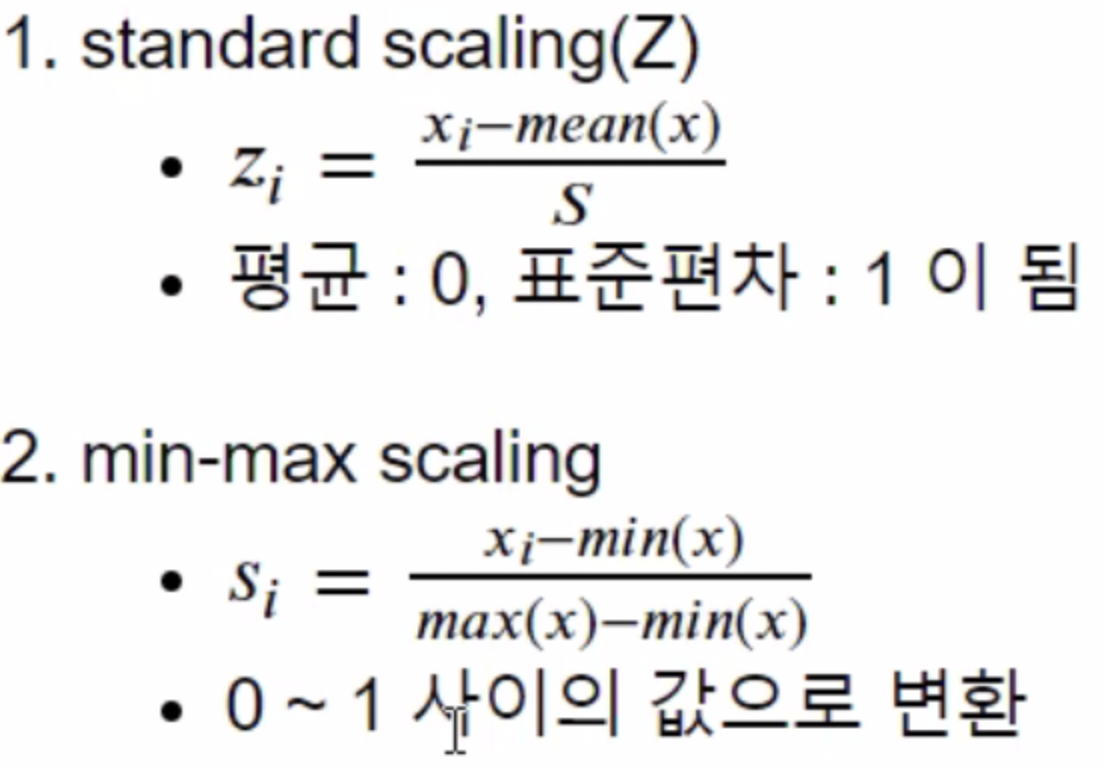 1. standard scaling(Z)
• z_i = \frac{x_i - mean(x)}{S}
• 평균 : 0, 표준편차 : 1 이 됨
2. min-max scaling
• s_i = \frac{x_i - min(x)}{max(x) - min(x)}
• 0 ~ 1 사이의 값으로 변환